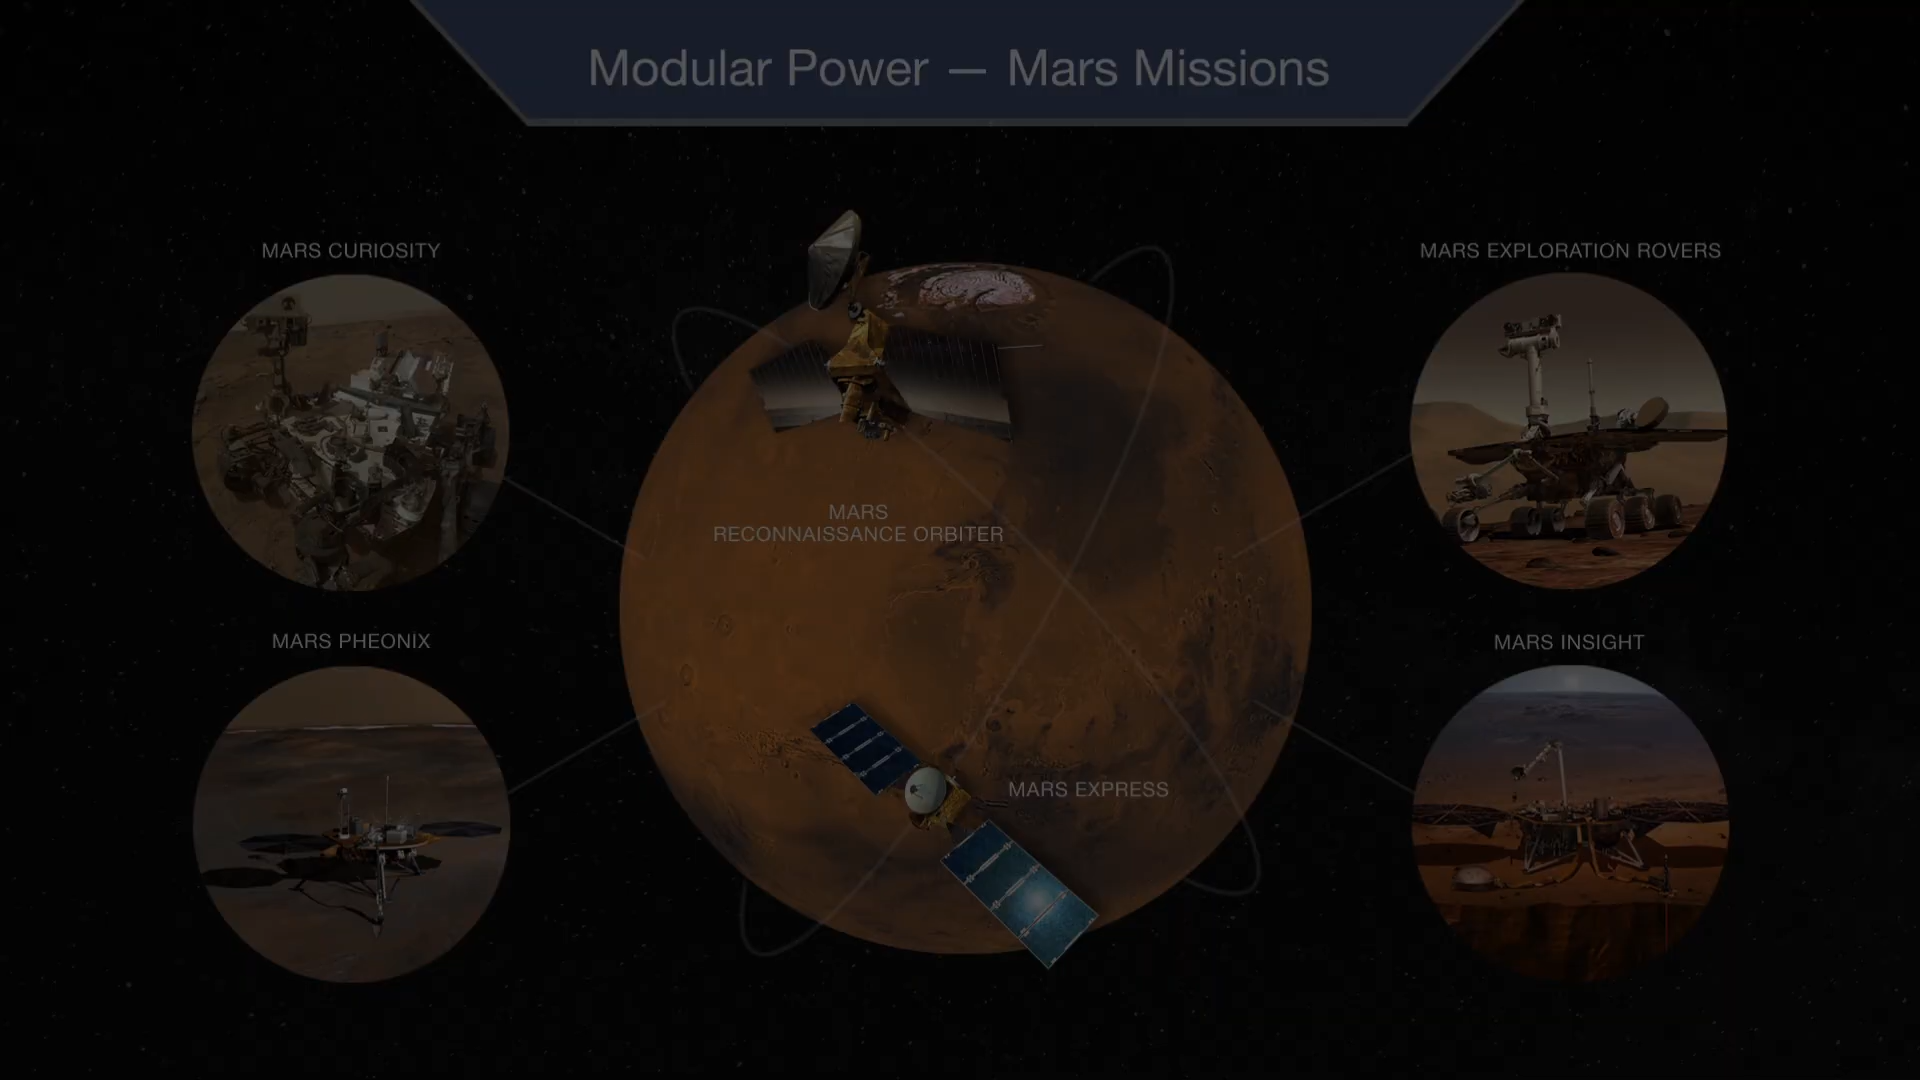 Modular Power — Mars Missions
MARS CURIOSITY
MARS EXPLORATION ROVERS
MARS
RECONNAISSANCE ORBITER
MARS PHEONIX
MARS INSIGHT
MARS EXPRESS